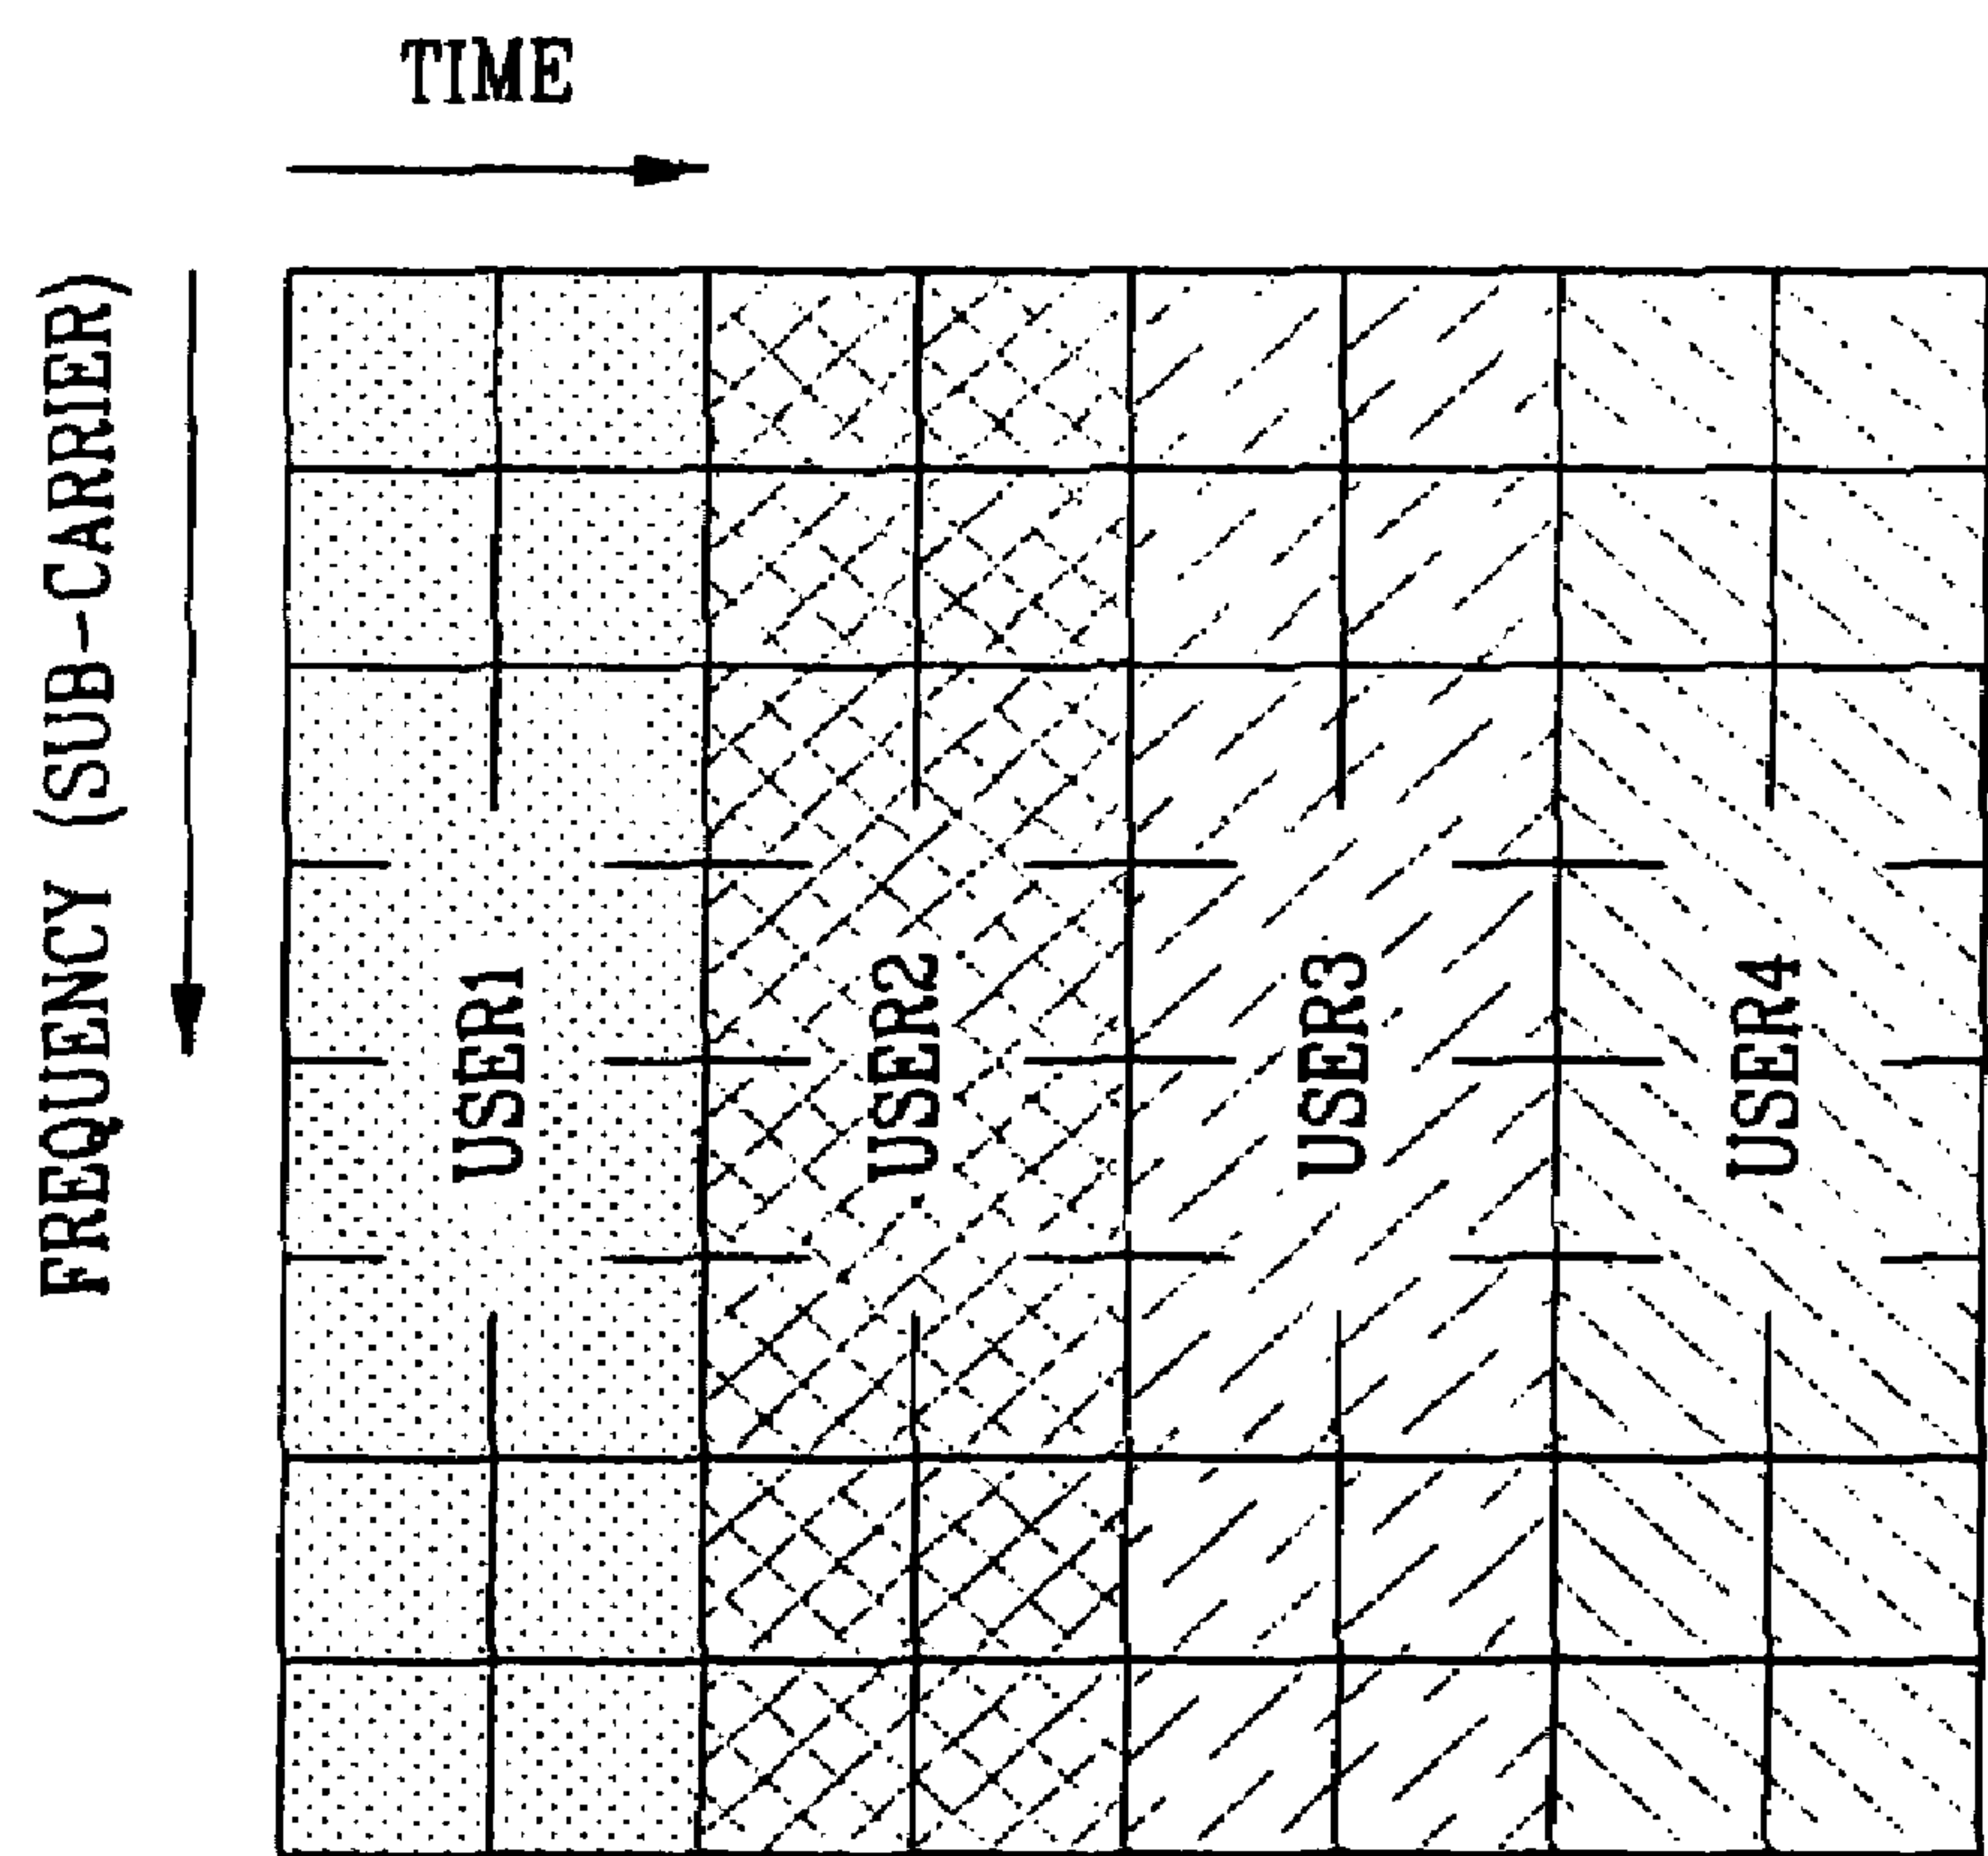 TIME
FREQUENCY (SUB-CARRIER)
USER1
USER2
USER3
USER4